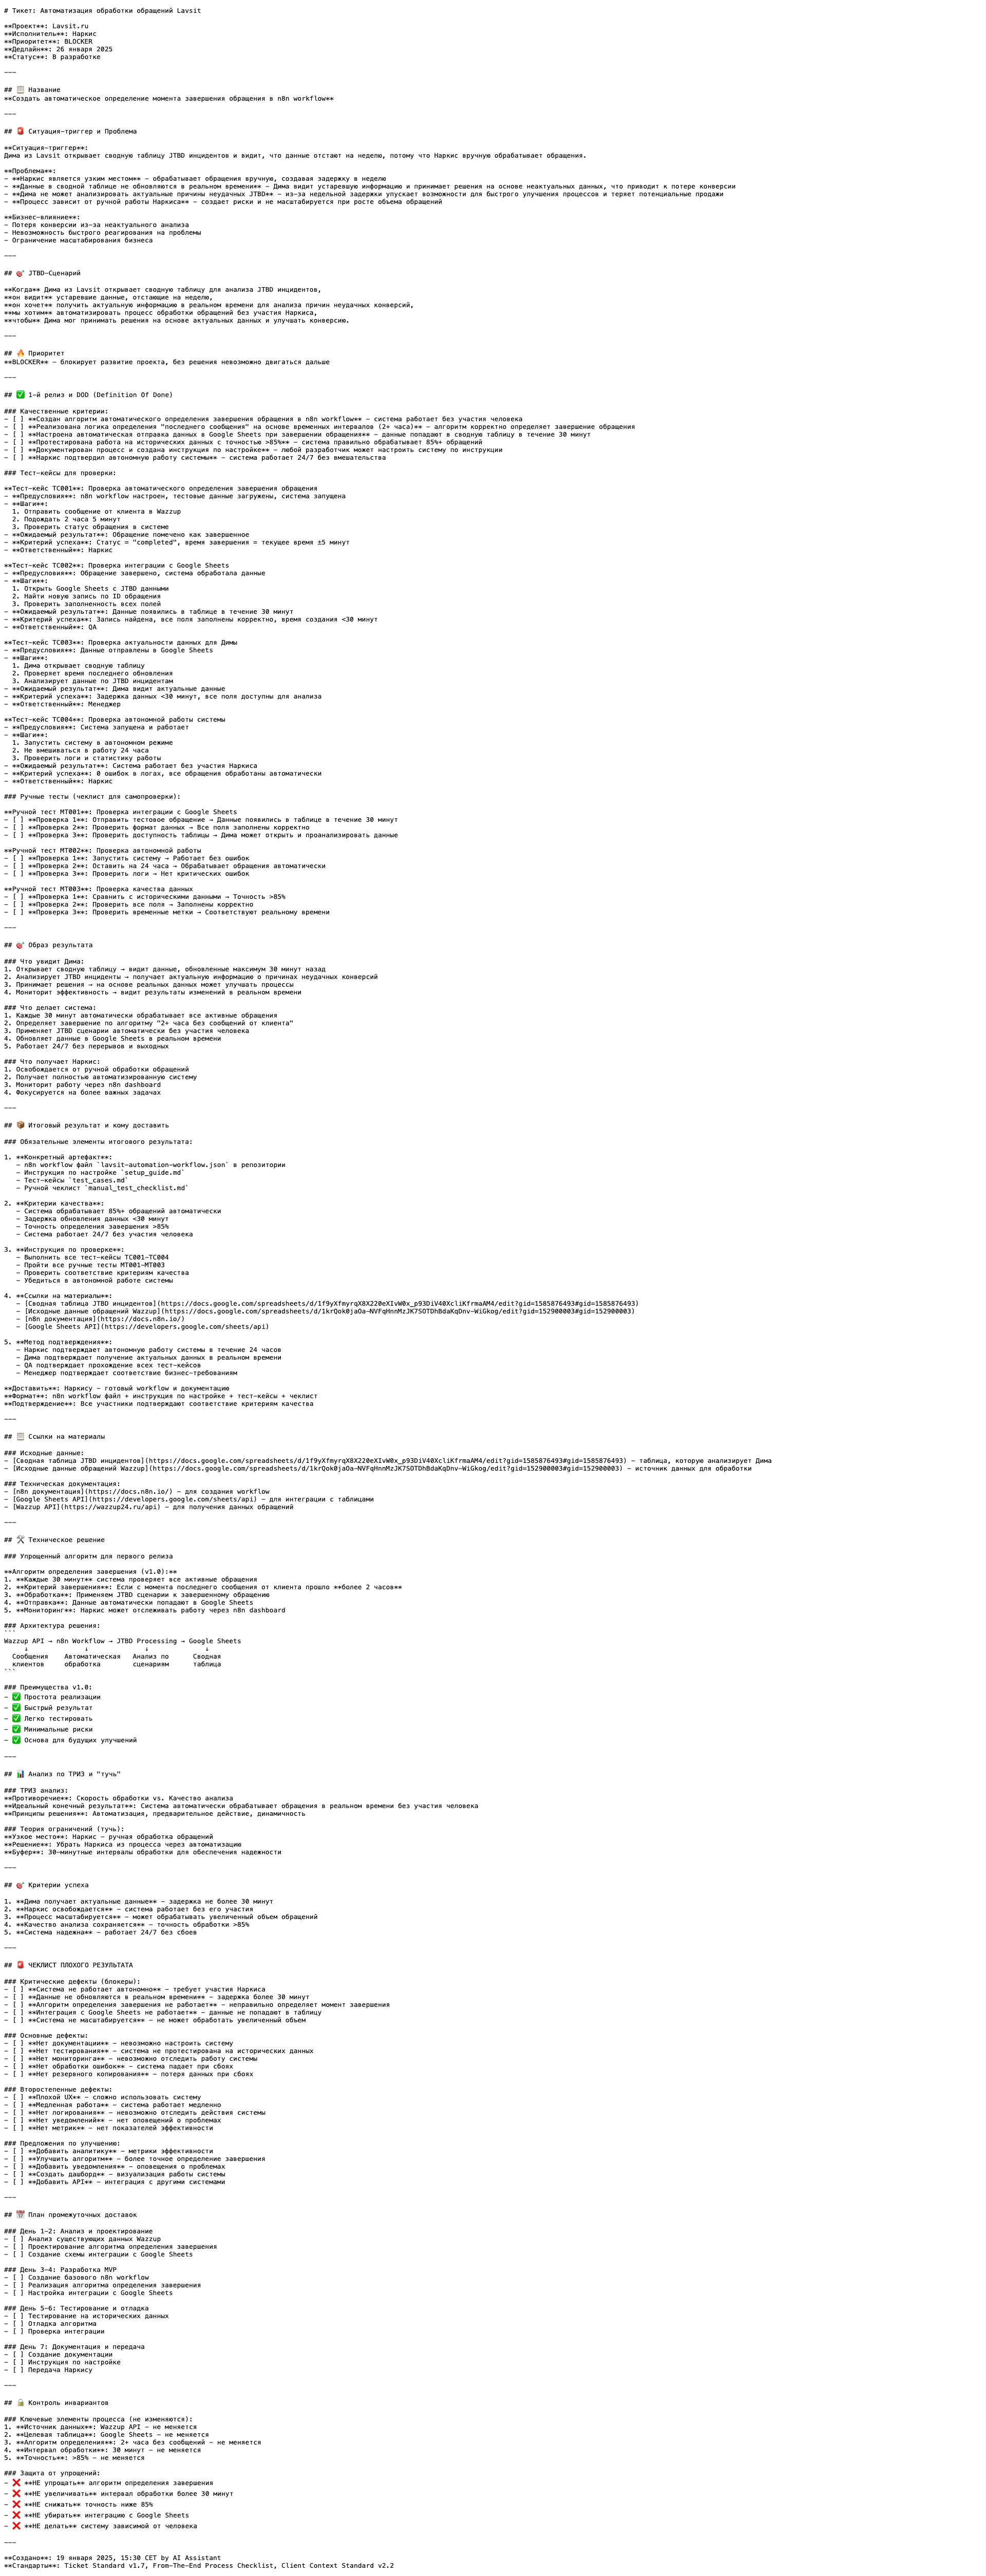 # Тикет: Автоматизация обработки обращений Lavsit
**Проект**: Lavsit.ru
**Исполнитель**: Наркис
**Приоритет**: BLOCKER
**Дедлайн**: 26 января 2025
**Статус**: В разработке
---
## 📋 Название
**Создать автоматическое определение момента завершения обращения в n8n workflow**
---
## 🚨 Ситуация-триггер и Проблема
**Ситуация-триггер**:
Дима из Lavsit открывает сводную таблицу JTBD инцидентов и видит, что данные отстают на неделю, потому что Наркис вручную обрабатывает обращения.
**Проблема**:
- **Наркис является узким местом** - обрабатывает обращения вручную, создавая задержку в неделю
- **Данные в сводной таблице не обновляются в реальном времени** - Дима видит устаревшую информацию и принимает решения на основе неактуальных данных, что приводит к потере конверсии
- **Дима не может анализировать актуальные причины неудачных JTBD** - из-за недельной задержки упускает возможности для быстрого улучшения процессов и теряет потенциальные продажи
- **Процесс зависит от ручной работы Наркиса** - создает риски и не масштабируется при росте объема обращений
**Бизнес-влияние**:
- Потеря конверсии из-за неактуального анализа
- Невозможность быстрого реагирования на проблемы
- Ограничение масштабирования бизнеса
---
## 🎯 JTBD-Сценарий
**Когда** Дима из Lavsit открывает сводную таблицу для анализа JTBD инцидентов,
**он видит** устаревшие данные, отстающие на неделю,
**он хочет** получить актуальную информацию в реальном времени для анализа причин неудачных конверсий,
**мы хотим** автоматизировать процесс обработки обращений без участия Наркиса,
**чтобы** Дима мог принимать решения на основе актуальных данных и улучшать конверсию.
---
## 🔥 Приоритет
**BLOCKER** - блокирует развитие проекта, без решения невозможно двигаться дальше
---
## ✅ 1-й релиз и DOD (Definition Of Done)
### Качественные критерии:
- [ ] **Создан алгоритм автоматического определения завершения обращения в n8n workflow** - система работает без участия человека
- [ ] **Реализована логика определения "последнего сообщения" на основе временных интервалов (2+ часа)** - алгоритм корректно определяет завершение обращения
- [ ] **Настроена автоматическая отправка данных в Google Sheets при завершении обращения** - данные попадают в сводную таблицу в течение 30 минут
- [ ] **Протестирована работа на исторических данных с точностью >85%** - система правильно обрабатывает 85%+ обращений
- [ ] **Документирован процесс и создана инструкция по настройке** - любой разработчик может настроить систему по инструкции
- [ ] **Наркис подтвердил автономную работу системы** - система работает 24/7 без вмешательства
### Тест-кейсы для проверки:
**Тест-кейс TC001**: Проверка автоматического определения завершения обращения
- **Предусловия**: n8n workflow настроен, тестовые данные загружены, система запущена
- **Шаги**:
1. Отправить сообщение от клиента в Wazzup
2. Подождать 2 часа 5 минут
3. Проверить статус обращения в системе
- **Ожидаемый результат**: Обращение помечено как завершенное
- **Критерий успеха**: Статус = "completed", время завершения = текущее время ±5 минут
- **Ответственный**: Наркис
**Тест-кейс TC002**: Проверка интеграции с Google Sheets
- **Предусловия**: Обращение завершено, система обработала данные
- **Шаги**:
1. Открыть Google Sheets с JTBD данными
2. Найти новую запись по ID обращения
3. Проверить заполненность всех полей
- **Ожидаемый результат**: Данные появились в таблице в течение 30 минут
- **Критерий успеха**: Запись найдена, все поля заполнены корректно, время создания <30 минут
- **Ответственный**: QA
**Тест-кейс TC003**: Проверка актуальности данных для Димы
- **Предусловия**: Данные отправлены в Google Sheets
- **Шаги**:
1. Дима открывает сводную таблицу
2. Проверяет время последнего обновления
3. Анализирует данные по JTBD инцидентам
- **Ожидаемый результат**: Дима видит актуальные данные
- **Критерий успеха**: Задержка данных <30 минут, все поля доступны для анализа
- **Ответственный**: Менеджер
**Тест-кейс TC004**: Проверка автономной работы системы
- **Предусловия**: Система запущена и работает
- **Шаги**:
1. Запустить систему в автономном режиме
2. Не вмешиваться в работу 24 часа
3. Проверить логи и статистику работы
- **Ожидаемый результат**: Система работает без участия Наркиса
- **Критерий успеха**: 0 ошибок в логах, все обращения обработаны автоматически
- **Ответственный**: Наркис
### Ручные тесты (чеклист для самопроверки):
**Ручной тест MT001**: Проверка интеграции с Google Sheets
- [ ] **Проверка 1**: Отправить тестовое обращение → Данные появились в таблице в течение 30 минут
- [ ] **Проверка 2**: Проверить формат данных → Все поля заполнены корректно
- [ ] **Проверка 3**: Проверить доступность таблицы → Дима может открыть и проанализировать данные
**Ручной тест MT002**: Проверка автономной работы
- [ ] **Проверка 1**: Запустить систему → Работает без ошибок
- [ ] **Проверка 2**: Оставить на 24 часа → Обрабатывает обращения автоматически
- [ ] **Проверка 3**: Проверить логи → Нет критических ошибок
**Ручной тест MT003**: Проверка качества данных
- [ ] **Проверка 1**: Сравнить с историческими данными → Точность >85%
- [ ] **Проверка 2**: Проверить все поля → Заполнены корректно
- [ ] **Проверка 3**: Проверить временные метки → Соответствуют реальному времени
---
## 🎯 Образ результата
### Что увидит Дима:
1. Открывает сводную таблицу → видит данные, обновленные максимум 30 минут назад
2. Анализирует JTBD инциденты → получает актуальную информацию о причинах неудачных конверсий
3. Принимает решения → на основе реальных данных может улучшать процессы
4. Мониторит эффективность → видит результаты изменений в реальном времени
### Что делает система:
1. Каждые 30 минут автоматически обрабатывает все активные обращения
2. Определяет завершение по алгоритму "2+ часа без сообщений от клиента"
3. Применяет JTBD сценарии автоматически без участия человека
4. Обновляет данные в Google Sheets в реальном времени
5. Работает 24/7 без перерывов и выходных
### Что получает Наркис:
1. Освобождается от ручной обработки обращений
2. Получает полностью автоматизированную систему
3. Мониторит работу через n8n dashboard
4. Фокусируется на более важных задачах
---
## 📦 Итоговый результат и кому доставить
### Обязательные элементы итогового результата:
1. **Конкретный артефакт**:
- n8n workflow файл `lavsit-automation-workflow.json` в репозитории
- Инструкция по настройке `setup_guide.md`
- Тест-кейсы `test_cases.md`
- Ручной чеклист `manual_test_checklist.md`
2. **Критерии качества**:
- Система обрабатывает 85%+ обращений автоматически
- Задержка обновления данных <30 минут
- Точность определения завершения >85%
- Система работает 24/7 без участия человека
3. **Инструкция по проверке**:
- Выполнить все тест-кейсы TC001-TC004
- Пройти все ручные тесты MT001-MT003
- Проверить соответствие критериям качества
- Убедиться в автономной работе системы
4. **Ссылки на материалы**:
- [Сводная таблица JTBD инцидентов](https://docs.google.com/spreadsheets/d/1f9yXfmyrqX8X220eXIvW0x_p93DiV40XcliKfrmaAM4/edit?gid=1585876493#gid=1585876493)
- [Исходные данные обращений Wazzup](https://docs.google.com/spreadsheets/d/1krQok0jaOa-NVFqHnnMzJK7SOTDhBdaKqDnv-WiGkog/edit?gid=152900003#gid=152900003)
- [n8n документация](https://docs.n8n.io/)
- [Google Sheets API](https://developers.google.com/sheets/api)
5. **Метод подтверждения**:
- Наркис подтверждает автономную работу системы в течение 24 часов
- Дима подтверждает получение актуальных данных в реальном времени
- QA подтверждает прохождение всех тест-кейсов
- Менеджер подтверждает соответствие бизнес-требованиям
**Доставить**: Наркису - готовый workflow и документацию
**Формат**: n8n workflow файл + инструкция по настройке + тест-кейсы + чеклист
**Подтверждение**: Все участники подтверждают соответствие критериям качества
---
## 📋 Ссылки на материалы
### Исходные данные:
- [Сводная таблица JTBD инцидентов](https://docs.google.com/spreadsheets/d/1f9yXfmyrqX8X220eXIvW0x_p93DiV40XcliKfrmaAM4/edit?gid=1585876493#gid=1585876493) - таблица, которую анализирует Дима
- [Исходные данные обращений Wazzup](https://docs.google.com/spreadsheets/d/1krQok0jaOa-NVFqHnnMzJK7SOTDhBdaKqDnv-WiGkog/edit?gid=152900003#gid=152900003) - источник данных для обработки
### Техническая документация:
- [n8n документация](https://docs.n8n.io/) - для создания workflow
- [Google Sheets API](https://developers.google.com/sheets/api) - для интеграции с таблицами
- [Wazzup API](https://wazzup24.ru/api) - для получения данных обращений
---
## 🛠️ Техническое решение
### Упрощенный алгоритм для первого релиза
**Алгоритм определения завершения (v1.0):**
1. **Каждые 30 минут** система проверяет все активные обращения
2. **Критерий завершения**: Если с момента последнего сообщения от клиента прошло **более 2 часов**
3. **Обработка**: Применяем JTBD сценарии к завершенному обращению
4. **Отправка**: Данные автоматически попадают в Google Sheets
5. **Мониторинг**: Наркис может отслеживать работу через n8n dashboard
### Архитектура решения:
```
Wazzup API → n8n Workflow → JTBD Processing → Google Sheets
↓ ↓ ↓ ↓
Сообщения Автоматическая Анализ по Сводная
клиентов обработка сценариям таблица
```
### Преимущества v1.0:
- ✅ Простота реализации
- ✅ Быстрый результат
- ✅ Легко тестировать
- ✅ Минимальные риски
- ✅ Основа для будущих улучшений
---
## 📊 Анализ по ТРИЗ и "тучь"
### ТРИЗ анализ:
**Противоречие**: Скорость обработки vs. Качество анализа
**Идеальный конечный результат**: Система автоматически обрабатывает обращения в реальном времени без участия человека
**Принципы решения**: Автоматизация, предварительное действие, динамичность
### Теория ограничений (тучь):
**Узкое место**: Наркис - ручная обработка обращений
**Решение**: Убрать Наркиса из процесса через автоматизацию
**Буфер**: 30-минутные интервалы обработки для обеспечения надежности
---
## 🎯 Критерии успеха
1. **Дима получает актуальные данные** - задержка не более 30 минут
2. **Наркис освобождается** - система работает без его участия
3. **Процесс масштабируется** - может обрабатывать увеличенный объем обращений
4. **Качество анализа сохраняется** - точность обработки >85%
5. **Система надежна** - работает 24/7 без сбоев
---
## 🚨 ЧЕКЛИСТ ПЛОХОГО РЕЗУЛЬТАТА
### Критические дефекты (блокеры):
- [ ] **Система не работает автономно** - требует участия Наркиса
- [ ] **Данные не обновляются в реальном времени** - задержка более 30 минут
- [ ] **Алгоритм определения завершения не работает** - неправильно определяет момент завершения
- [ ] **Интеграция с Google Sheets не работает** - данные не попадают в таблицу
- [ ] **Система не масштабируется** - не может обработать увеличенный объем
### Основные дефекты:
- [ ] **Нет документации** - невозможно настроить систему
- [ ] **Нет тестирования** - система не протестирована на исторических данных
- [ ] **Нет мониторинга** - невозможно отследить работу системы
- [ ] **Нет обработки ошибок** - система падает при сбоях
- [ ] **Нет резервного копирования** - потеря данных при сбоях
### Второстепенные дефекты:
- [ ] **Плохой UX** - сложно использовать систему
- [ ] **Медленная работа** - система работает медленно
- [ ] **Нет логирования** - невозможно отследить действия системы
- [ ] **Нет уведомлений** - нет оповещений о проблемах
- [ ] **Нет метрик** - нет показателей эффективности
### Предложения по улучшению:
- [ ] **Добавить аналитику** - метрики эффективности
- [ ] **Улучшить алгоритм** - более точное определение завершения
- [ ] **Добавить уведомления** - оповещения о проблемах
- [ ] **Создать дашборд** - визуализация работы системы
- [ ] **Добавить API** - интеграция с другими системами
---
## 📅 План промежуточных доставок
### День 1-2: Анализ и проектирование
- [ ] Анализ существующих данных Wazzup
- [ ] Проектирование алгоритма определения завершения
- [ ] Создание схемы интеграции с Google Sheets
### День 3-4: Разработка MVP
- [ ] Создание базового n8n workflow
- [ ] Реализация алгоритма определения завершения
- [ ] Настройка интеграции с Google Sheets
### День 5-6: Тестирование и отладка
- [ ] Тестирование на исторических данных
- [ ] Отладка алгоритма
- [ ] Проверка интеграции
### День 7: Документация и передача
- [ ] Создание документации
- [ ] Инструкция по настройке
- [ ] Передача Наркису
---
## 🔒 Контроль инвариантов
### Ключевые элементы процесса (не изменяются):
1. **Источник данных**: Wazzup API - не меняется
2. **Целевая таблица**: Google Sheets - не меняется
3. **Алгоритм определения**: 2+ часа без сообщений - не меняется
4. **Интервал обработки**: 30 минут - не меняется
5. **Точность**: >85% - не меняется
### Защита от упрощений:
- ❌ **НЕ упрощать** алгоритм определения завершения
- ❌ **НЕ увеличивать** интервал обработки более 30 минут
- ❌ **НЕ снижать** точность ниже 85%
- ❌ **НЕ убирать** интеграцию с Google Sheets
- ❌ **НЕ делать** систему зависимой от человека
---
**Создано**: 19 января 2025, 15:30 CET by AI Assistant
**Стандарты**: Ticket Standard v1.7, From-The-End Process Checklist, Client Context Standard v2.2